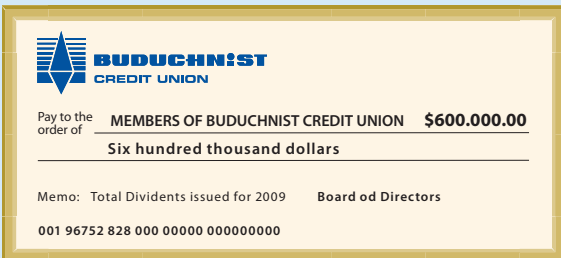 BUDUCHNIST
CREDIT UNION
Pay to the
order of MEMBERS OF BUDUCHNIST CREDIT UNION $600.000.00
Six hundred thousand dollars
Memo: Total Dividents issued for 2009 Board od Directors
001 96752 828 000 00000 000000000